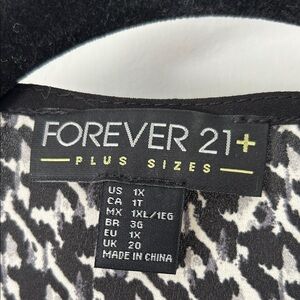 FOREVER 21+
PLUS SIZES
US 1X
CA 1T
MX 1XL/1EG
BR 3G
EU 1X
UK 20
MADE IN CHINA